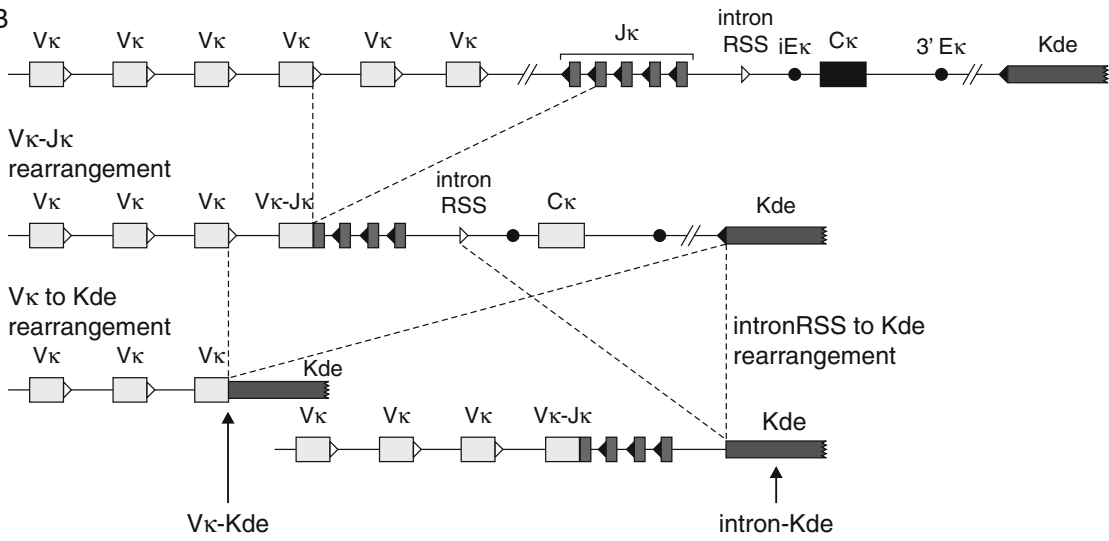 B
Vκ Vκ Vκ Vκ Vκ Vκ Jκ intron RSS iEκ Cκ 3' Eκ Kde
Vκ-Jκ
rearrangement
Vκ Vκ Vκ Vκ-Jκ intron RSS Cκ Kde
Vκ to Kde
rearrangement
intronRSS to Kde
rearrangement
Vκ Vκ Vκ Kde
Vκ Vκ Vκ Vκ-Jκ Kde
Vκ-Kde intron-Kde